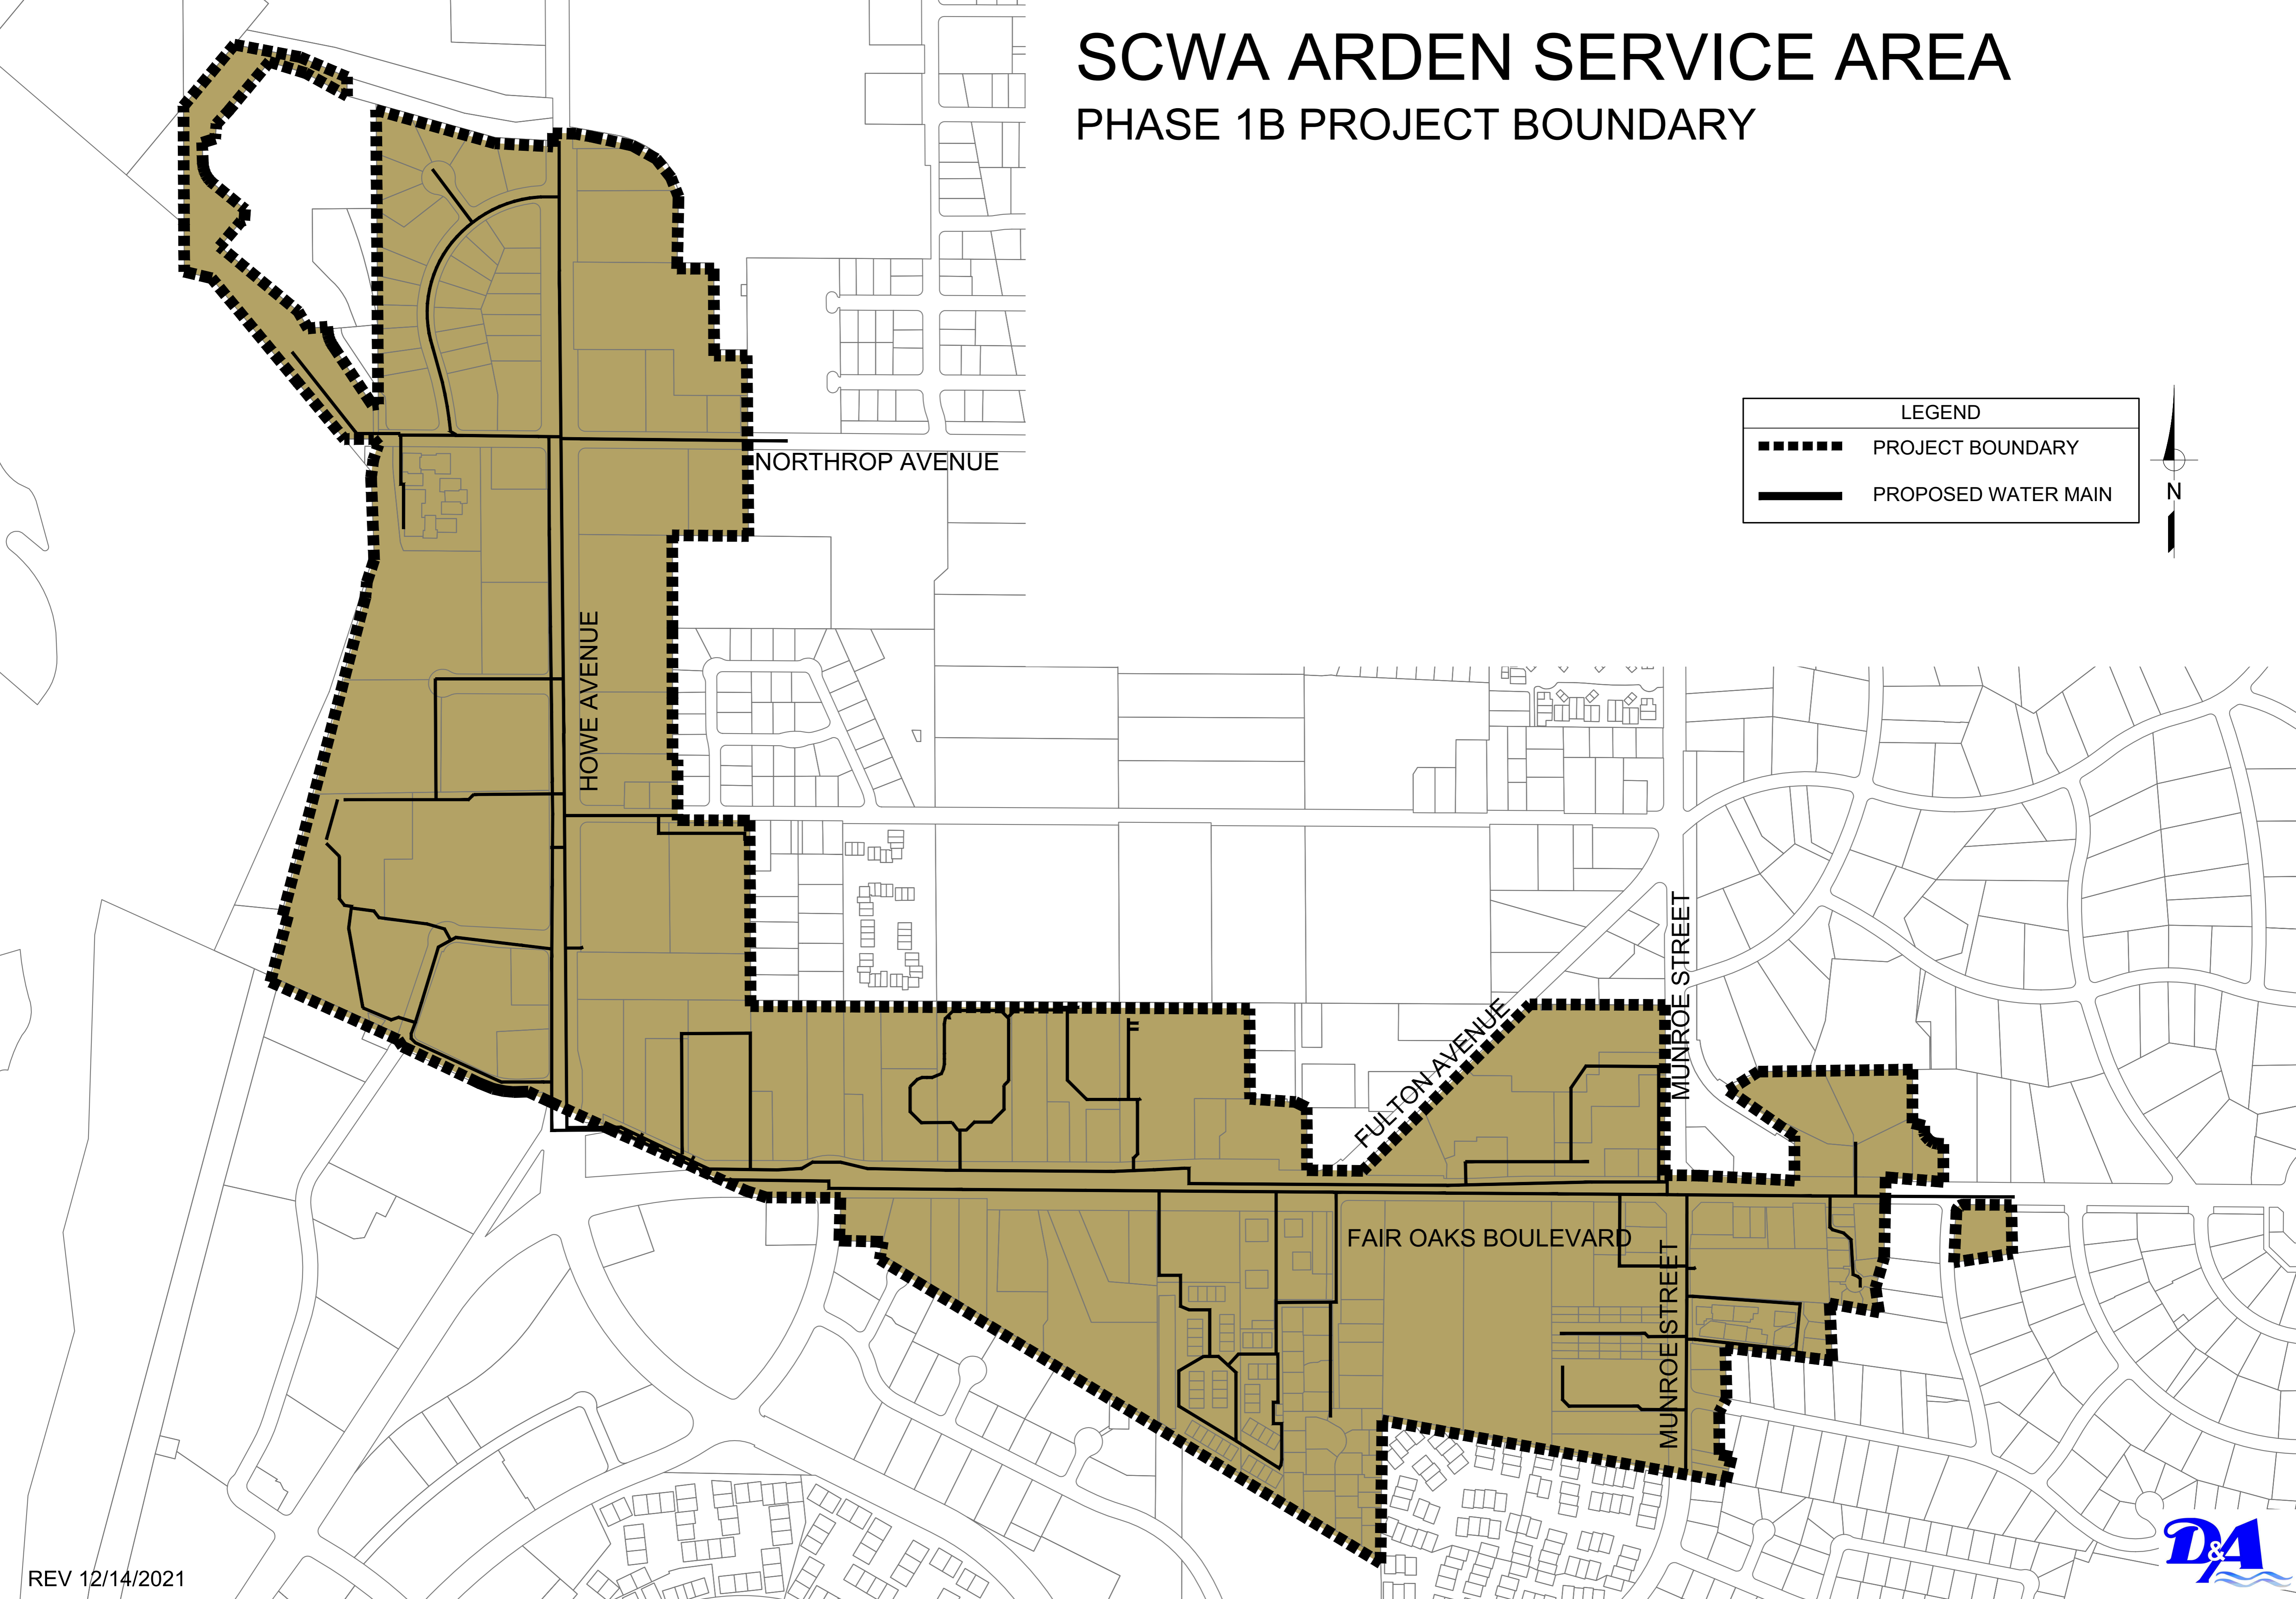 SCWA ARDEN SERVICE AREA
PHASE 1B PROJECT BOUNDARY
LEGEND
PROJECT BOUNDARY
PROPOSED WATER MAIN
N
NORTHROP AVENUE
HOWE AVENUE
MUNROE STREET
FULTON AVENUE
FAIR OAKS BOULEVARD
MUNROE STREET
REV 12/14/2021
D&A